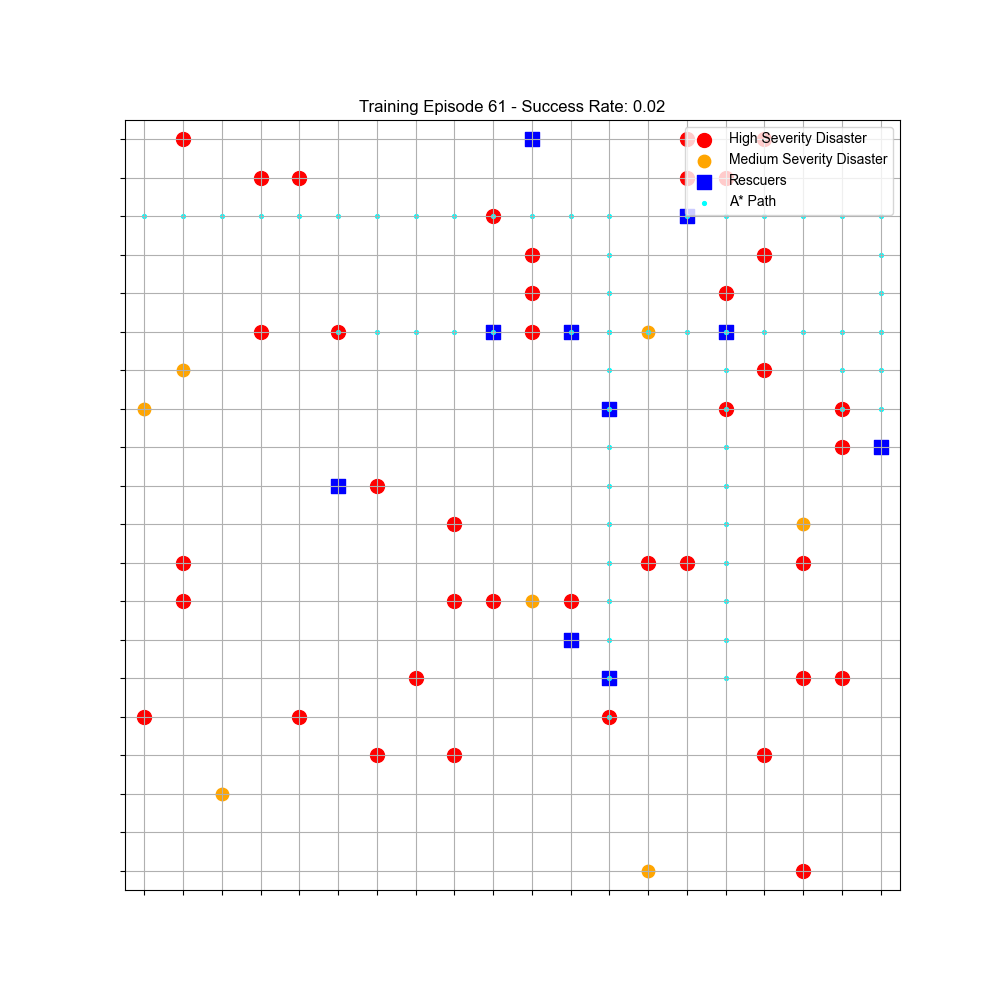 Training Episode 61 - Success Rate: 0.02
High Severity Disaster
Medium Severity Disaster
Rescuers
A* Path